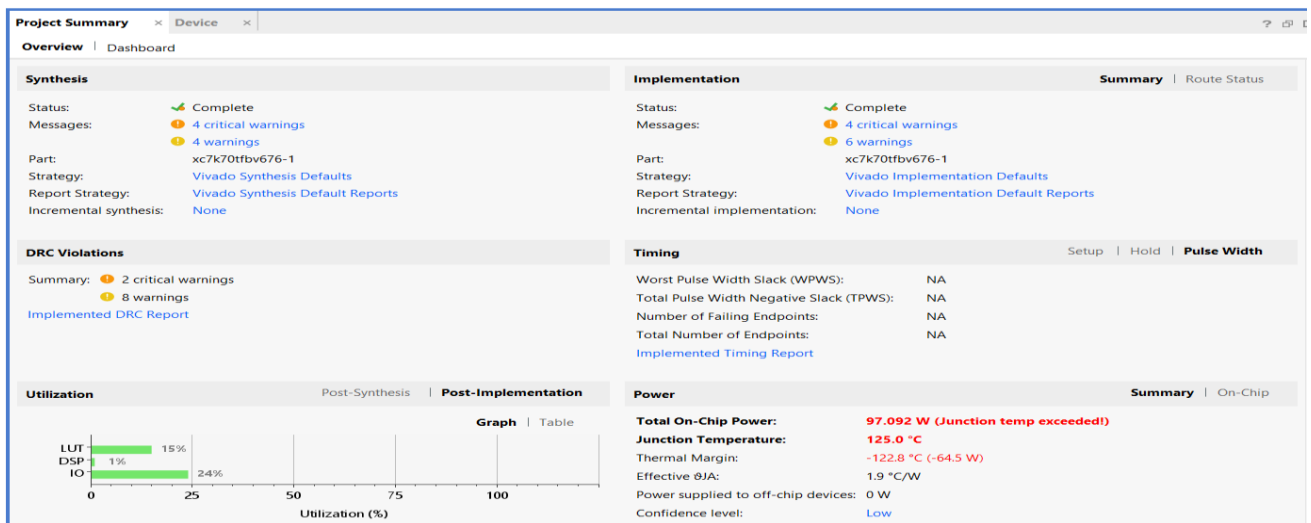 Project Summary × Device ×
Overview | Dashboard
Synthesis
Status: Complete
Messages: 4 critical warnings
4 warnings
Part: xc7k70tfbv676-1
Strategy: Vivado Synthesis Defaults
Report Strategy: Vivado Synthesis Default Reports
Incremental synthesis: None
Implementation Summary | Route Status
Status: Complete
Messages: 4 critical warnings
6 warnings
Part: xc7k70tfbv676-1
Strategy: Vivado Implementation Defaults
Report Strategy: Vivado Implementation Default Reports
Incremental implementation: None
DRC Violations
Summary: 2 critical warnings
8 warnings
Implemented DRC Report
Timing Setup | Hold | Pulse Width
Worst Pulse Width Slack (WPWS): NA
Total Pulse Width Negative Slack (TPWS): NA
Number of Failing Endpoints: NA
Total Number of Endpoints: NA
Implemented Timing Report
Utilization Post-Synthesis | Post-Implementation
Graph | Table
LUT 15%
DSP 1%
IO 24%
0 25 50 75 100
Utilization (%)
Power Summary | On-Chip
Total On-Chip Power: 97.092 W (Junction temp exceeded!)
Junction Temperature: 125.0 °C
Thermal Margin: -122.8 °C (-64.5 W)
Effective ϑJA: 1.9 °C/W
Power supplied to off-chip devices: 0 W
Confidence level: Low